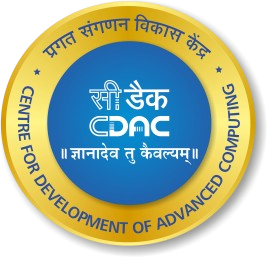 प्रगत संगणन विकास केंद्र
सी डैक
CDAC
॥ ज्ञानादेव तु कैवल्यम् ॥
CENTRE FOR DEVELOPMENT OF ADVANCED COMPUTING